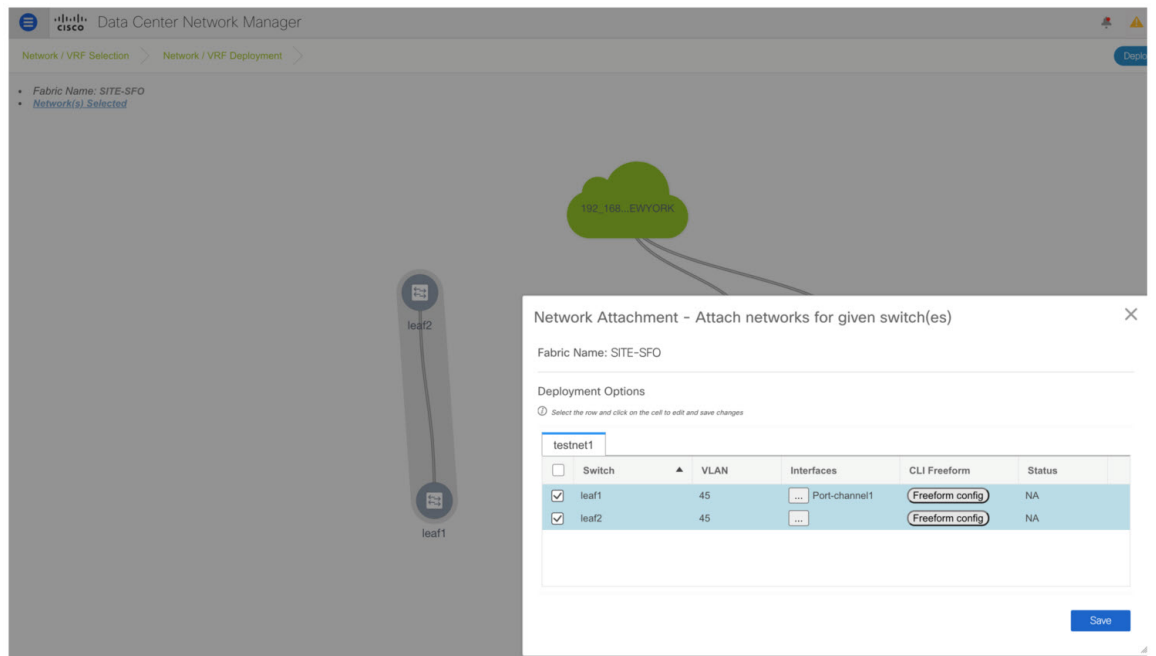 cisco Data Center Network Manager
Network / VRF Selection Network / VRF Deployment Deplo
Fabric Name: SITE-SFO
Network(s) Selected
192_168...EWYORK
leaf2
leaf1
Network Attachment - Attach networks for given switch(es)
Fabric Name: SITE-SFO
Deployment Options
Select the row and click on the cell to edit and save changes
testnet1
Switch VLAN Interfaces CLI Freeform Status
leaf1 45 ... Port-channel1 Freeform config NA
leaf2 45 ... Freeform config NA
Save